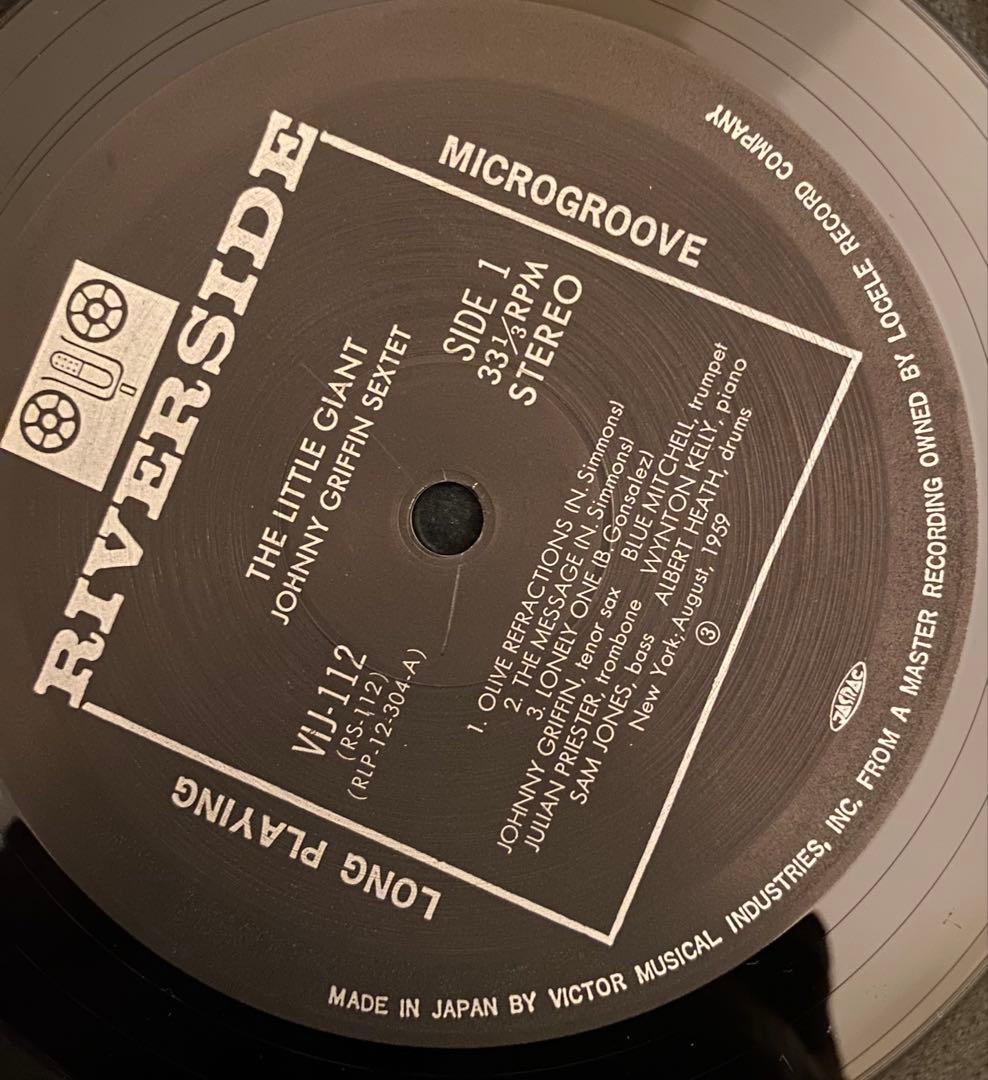 RIVERSIDE
MICROGROOVE
LONG PLAYING
THE LITTLE GIANT
JOHNNY GRIFFIN SEXTET
VIJ-112
(RS-112)
(RLP-12-304-A)
SIDE 1
33 1/3 RPM
STEREO
1. OLIVE REFRACTIONS (N. Simmons)
2. THE MESSAGE (N. Simmons)
3. LONELY ONE (B. Gonsalez)
JOHNNY GRIFFIN, tenor sax BLUE MITCHELL, trumpet
JULIAN PRIESTER, trombone WYNTON KELLY, piano
SAM JONES, bass ALBERT HEATH, drums
New York; August, 1959
③
JASRAC
MADE IN JAPAN BY VICTOR MUSICAL INDUSTRIES, INC. FROM A MASTER RECORDING OWNED BY LOCELE RECORD COMPANY